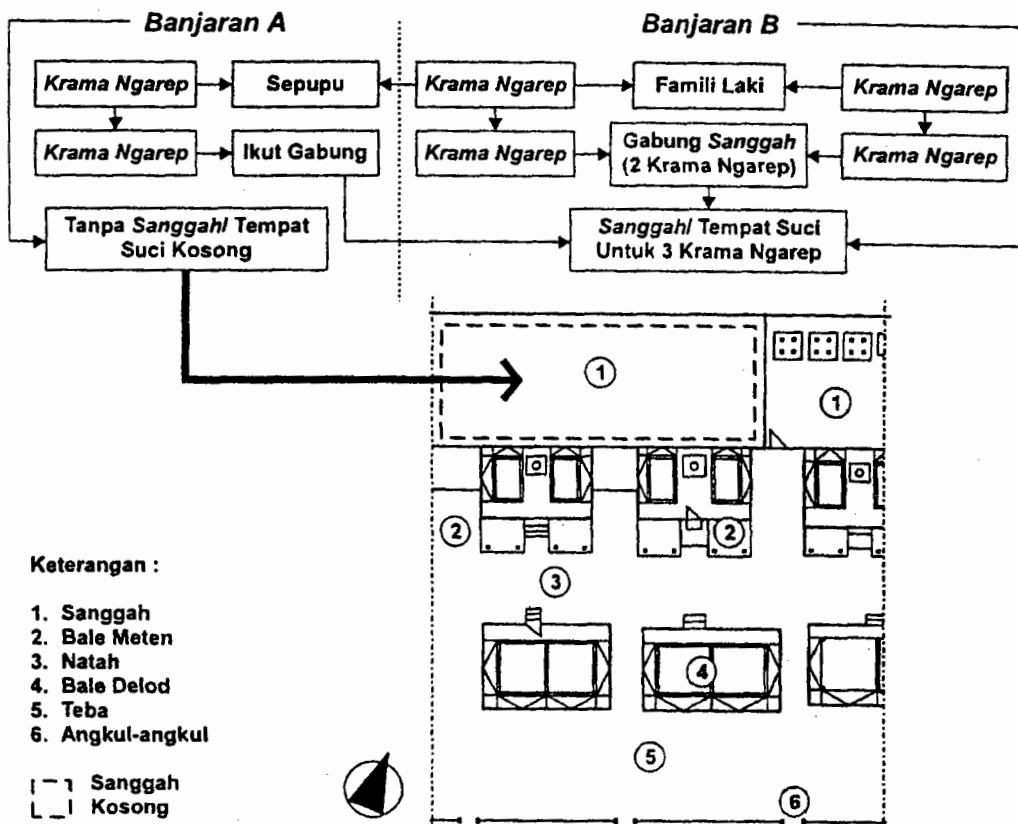 Banjaran A
Banjaran B
Krama Ngarep
Sepupu
Krama Ngarep
Famili Laki
Krama Ngarep
Krama Ngarep
Ikut Gabung
Krama Ngarep
Gabung Sanggah
(2 Krama Ngarep)
Krama Ngarep
Tanpa Sanggah/ Tempat
Suci Kosong
Sanggah/ Tempat Suci
Untuk 3 Krama Ngarep
1
1
2
2
3
4
5
6
Keterangan :
1. Sanggah
2. Bale Meten
3. Natah
4. Bale Delod
5. Teba
6. Angkul-angkul
Sanggah
Kosong